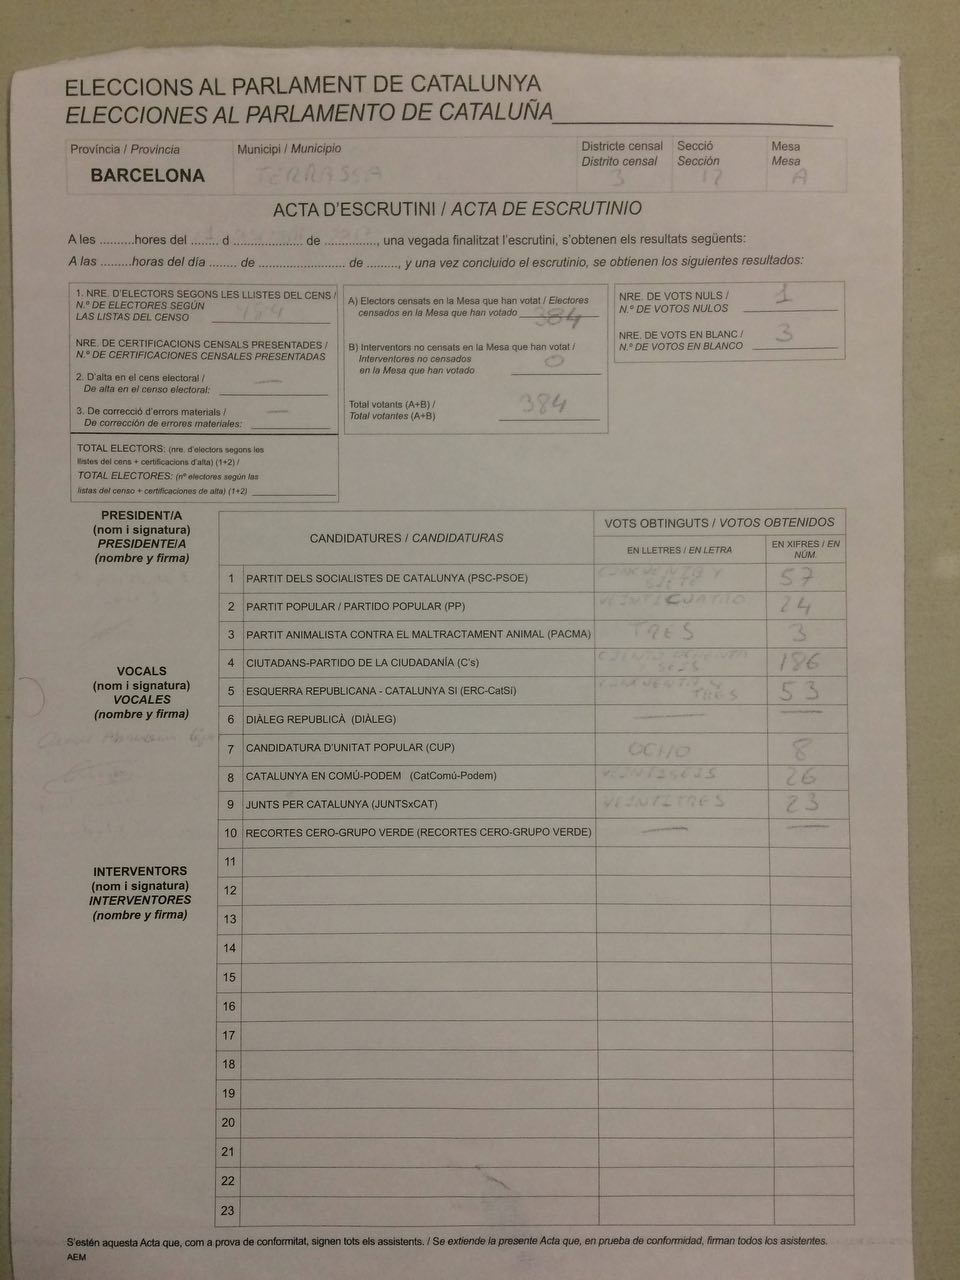 ELECCIONS AL PARLAMENT DE CATALUNYA
ELECCIONES AL PARLAMENTO DE CATALUÑA
Província / Provincia
BARCELONA
Municipi / Municipio
TERRASSA
Districte censal
Distrito censal
3
Secció
Sección
17
Mesa
Mesa
A
ACTA D'ESCRUTINI / ACTA DE ESCRUTINIO
A les ..........hores del ........ d ..................... de ..............., una vegada finalitzat l'escrutini, s'obtenen els resultats següents:
A las .........horas del día ........ de .......................... de ........., y una vez concluido el escrutinio, se obtienen los siguientes resultados:
1. NRE. D'ELECTORS SEGONS LES LLISTES DEL CENS /
N.º DE ELECTORES SEGÚN
LAS LISTAS DEL CENSO
NRE. DE CERTIFICACIONS CENSALS PRESENTADES /
N.º DE CERTIFICACIONES CENSALES PRESENTADAS
2. D'alta en el cens electoral /
De alta en el censo electoral: —
3. De correcció d'errors materials /
De corrección de errores materiales: —
TOTAL ELECTORS: (nre. d'electors segons les
llistes del cens + certificacions d'alta) (1+2) /
TOTAL ELECTORES: (nº electores según las
listas del censo + certificaciones de alta) (1+2)
A) Electors censats en la Mesa que han votat / Electores
censados en la Mesa que han votado 384
B) Interventors no censats en la Mesa que han votat /
Interventores no censados
en la Mesa que han votado 0
Total votants (A+B) /
Total votantes (A+B) 384
NRE. DE VOTS NULS /
N.º DE VOTOS NULOS 1
NRE. DE VOTS EN BLANC /
N.º DE VOTOS EN BLANCO 3
PRESIDENT/A
(nom i signatura)
PRESIDENTE/A
(nombre y firma)
VOCALS
(nom i signatura)
VOCALES
(nombre y firma)
INTERVENTORS
(nom i signatura)
INTERVENTORES
(nombre y firma)
CANDIDATURES / CANDIDATURAS
VOTS OBTINGUTS / VOTOS OBTENIDOS
EN LLETRES / EN LETRA
EN XIFRES / EN NÚM.
1 PARTIT DELS SOCIALISTES DE CATALUNYA (PSC-PSOE) CINCUENTA Y SIETE 57
2 PARTIT POPULAR / PARTIDO POPULAR (PP) VEINTICUATRO 24
3 PARTIT ANIMALISTA CONTRA EL MALTRACTAMENT ANIMAL (PACMA) TRES 3
4 CIUTADANS-PARTIDO DE LA CIUDADANÍA (C's) SEIS 186
5 ESQUERRA REPUBLICANA - CATALUNYA SI (ERC-CatSí) CINCUENTA Y TRES 53
6 DIÀLEG REPUBLICÀ (DIÀLEG) — —
7 CANDIDATURA D'UNITAT POPULAR (CUP) OCHO 8
8 CATALUNYA EN COMÚ-PODEM (CatComú-Podem) VEINTISEIS 26
9 JUNTS PER CATALUNYA (JUNTSxCAT) VEINTITRES 23
10 RECORTES CERO-GRUPO VERDE (RECORTES CERO-GRUPO VERDE) — —
11
12
13
14
15
16
17
18
19
20
21
22
23
S'estén aquesta Acta que, com a prova de conformitat, signen tots els assistents. / Se extiende la presente Acta que, en prueba de conformidad, firman todos los asistentes.
AEM